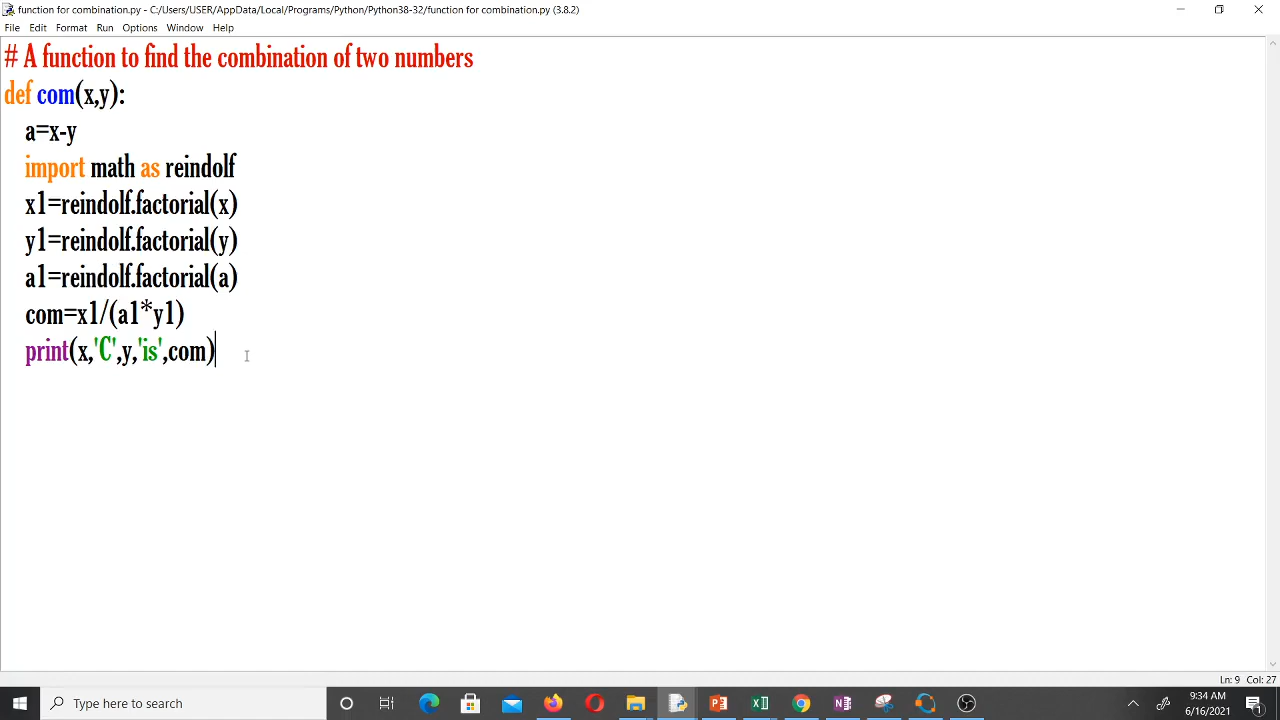 function for combination.py - C:/Users/USER/AppData/Local/Programs/Python/Python38-32/function for combination.py (3.8.2)
File Edit Format Run Options Window Help
# A function to find the combination of two numbers
def com(x,y):
    a=x-y
    import math as reindolf
    x1=reindolf.factorial(x)
    y1=reindolf.factorial(y)
    a1=reindolf.factorial(a)
    com=x1/(a1*y1)
    print(x,'C',y,'is',com)
Ln: 9 Col: 27
Type here to search
9:34 AM
6/16/2021
1